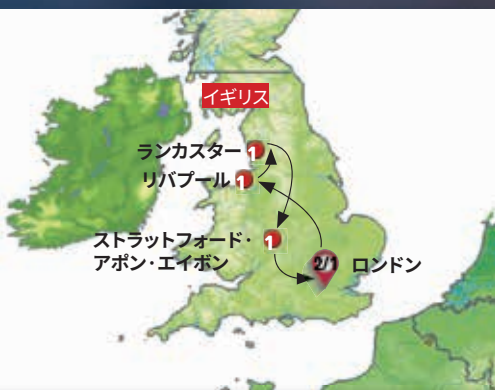 イギリス
ランカスター 1
リバプール 1
ストラットフォード・ 1
アポン・エイボン
2/1 ロンドン